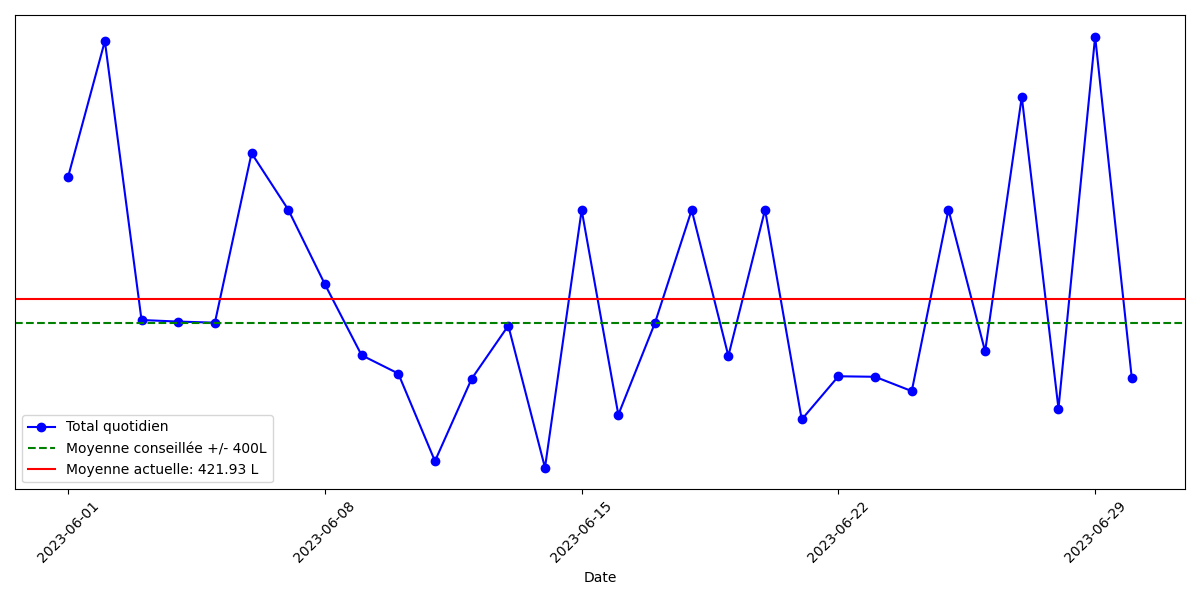 Total quotidien
Moyenne conseillée +/- 400L
Moyenne actuelle: 421.93 L
2023-06-01
2023-06-08
2023-06-15
2023-06-22
2023-06-29
Date